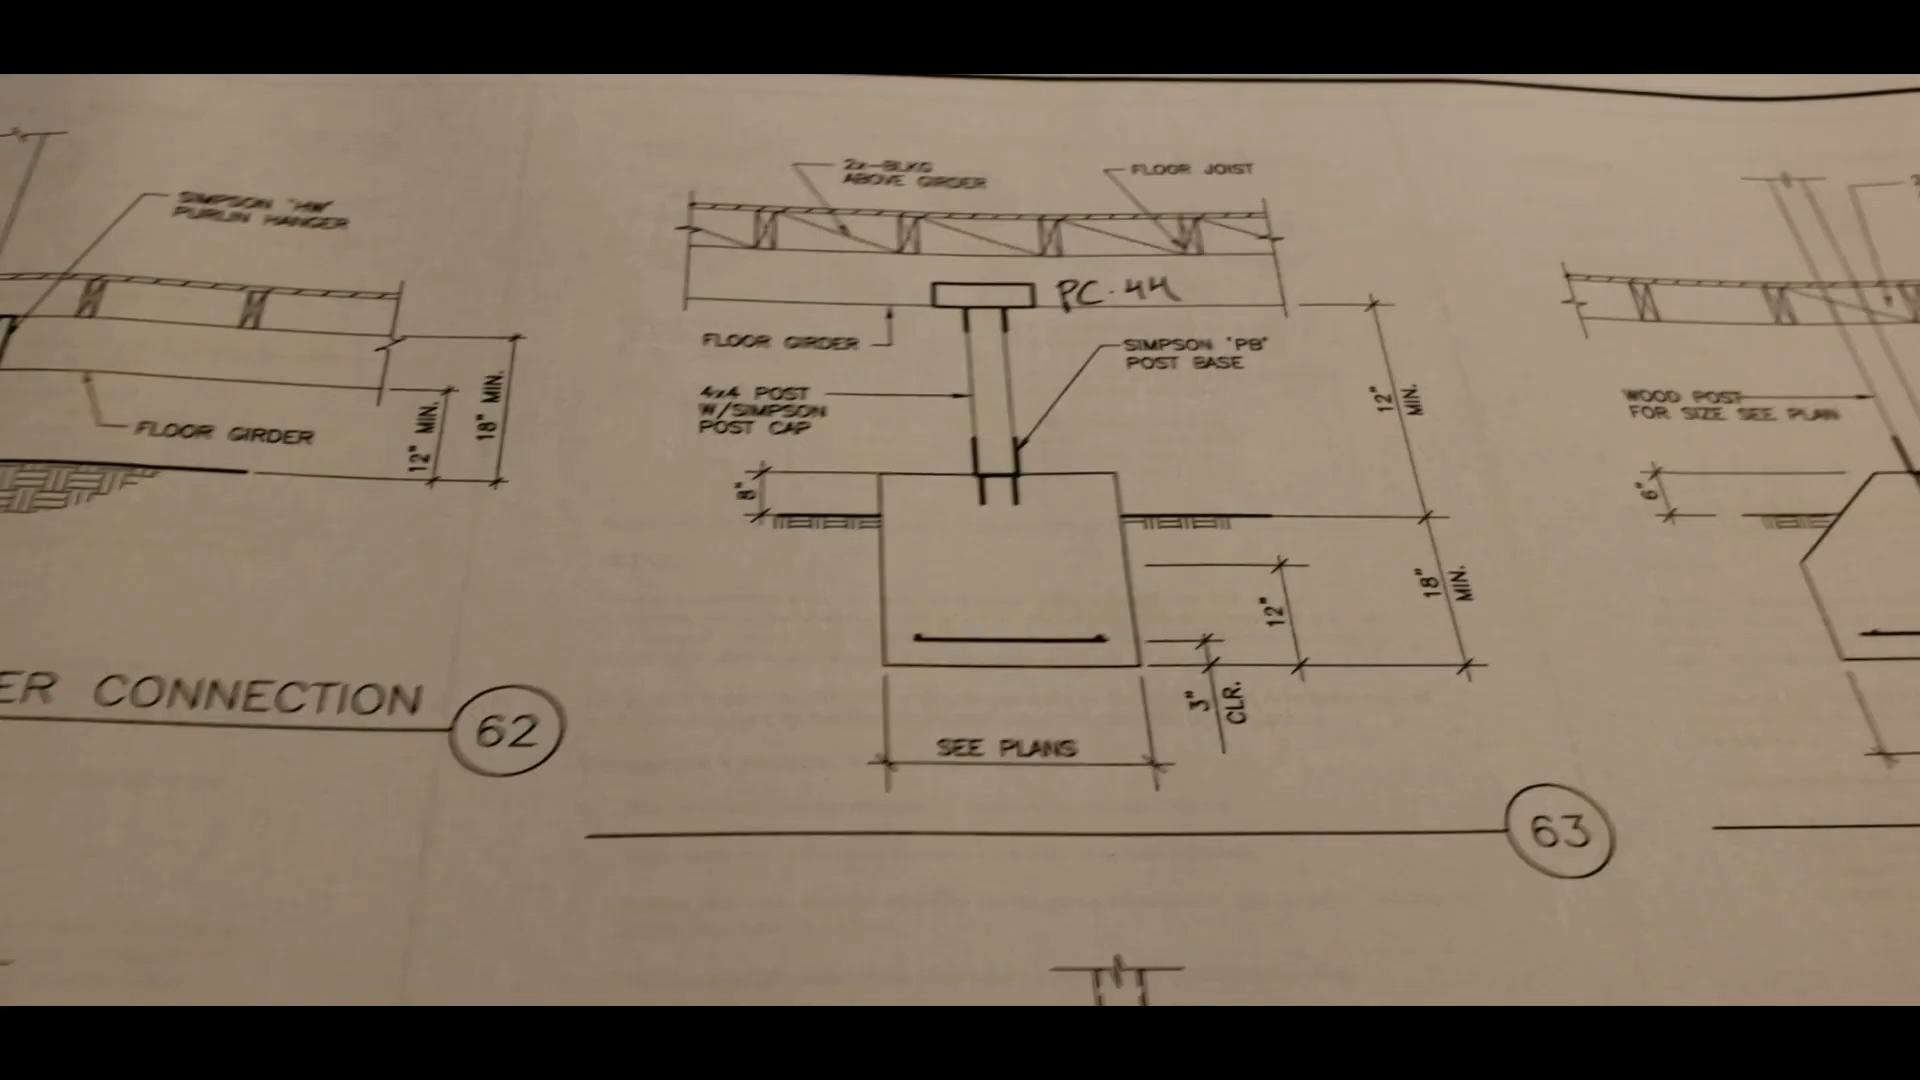 SIMPSON "HW"
PURLIN HANGER
FLOOR GIRDER
12" MIN.
18" MIN.
ER CONNECTION
62
2x-BLKG
ABOVE GIRDER
FLOOR JOIST
PC-44
FLOOR GIRDER
SIMPSON "PB"
POST BASE
4x4 POST
W/SIMPSON
POST CAP
8"
12"
MIN.
18"
MIN.
12"
3"
CLR.
SEE PLANS
63
WOOD POST
FOR SIZE SEE PLAN
6"